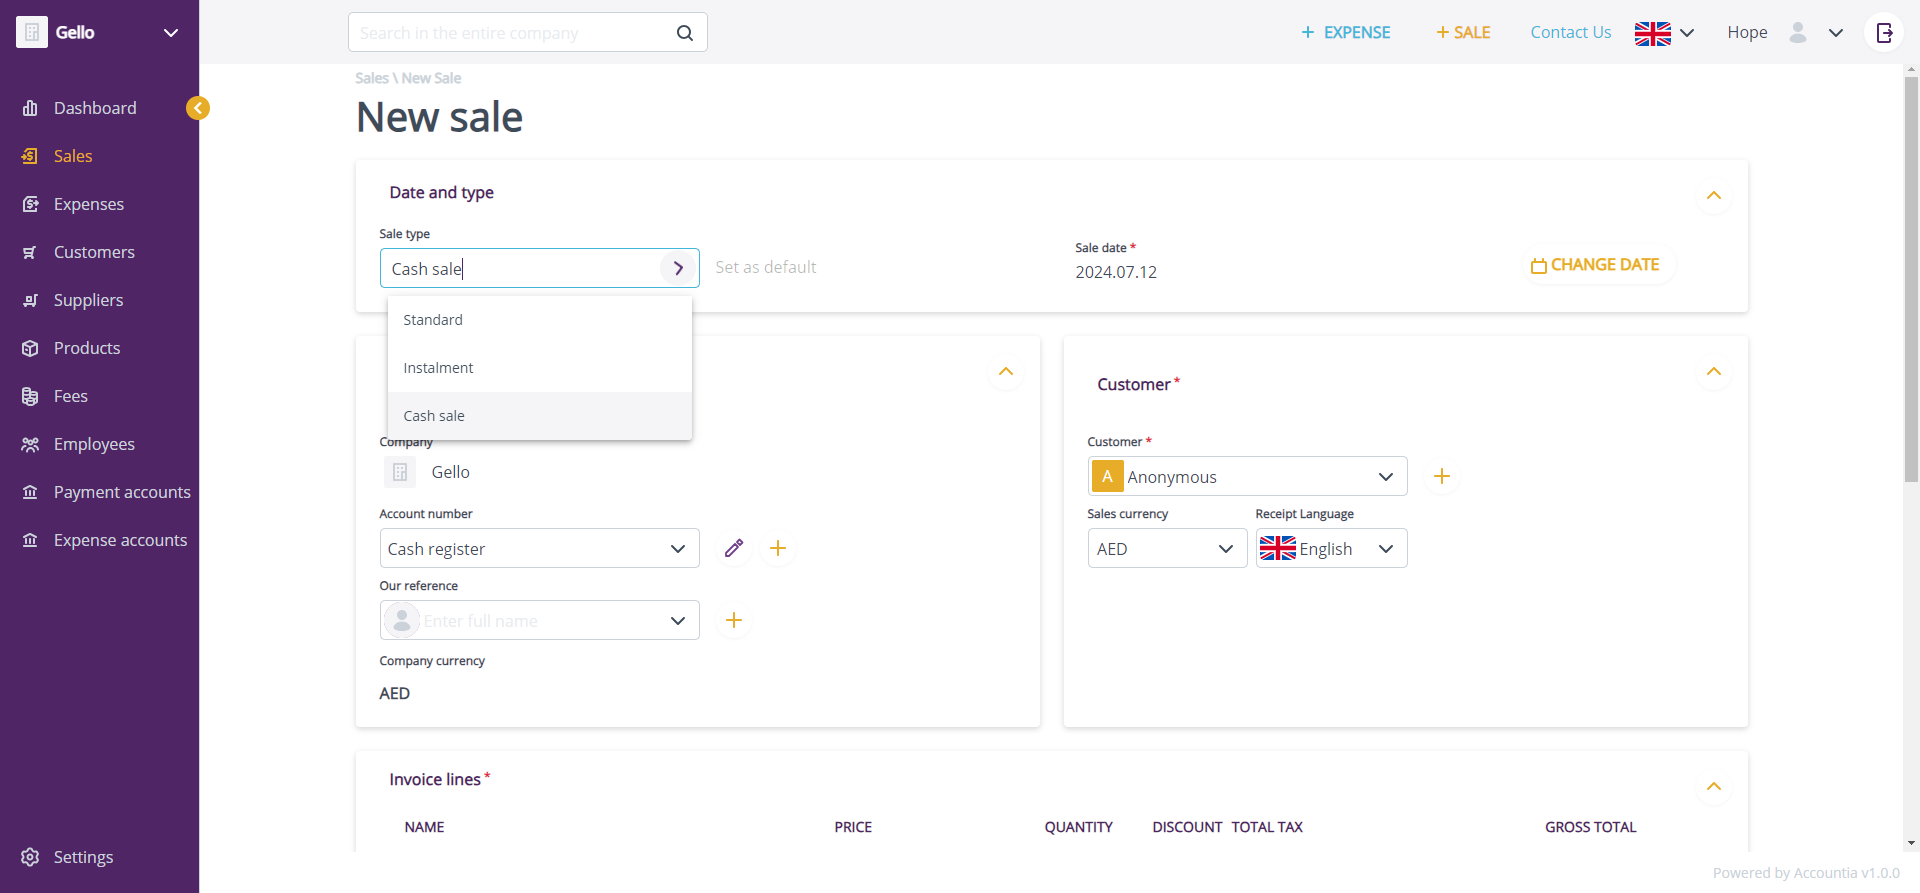 Gello
Search in the entire company
+ EXPENSE
+ SALE
Contact Us
Hope
Dashboard
Sales
Expenses
Customers
Suppliers
Products
Fees
Employees
Payment accounts
Expense accounts
Settings
Sales \ New Sale
New sale
Date and type
Sale type
Cash sale
Set as default
Sale date *
2024.07.12
CHANGE DATE
Standard
Instalment
Cash sale
Company
Gello
Account number
Cash register
Our reference
Enter full name
Company currency
AED
Customer *
Customer *
A Anonymous
Sales currency
Receipt Language
AED
English
Invoice lines *
NAME PRICE QUANTITY DISCOUNT TOTAL TAX GROSS TOTAL
Powered by Accountia v1.0.0